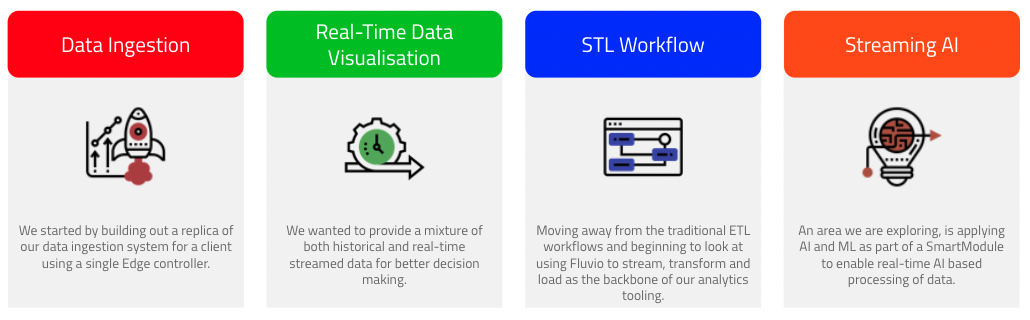 Data Ingestion
We started by building out a replica of
our data ingestion system for a client
using a single Edge controller.
Real-Time Data
Visualisation
We wanted to provide a mixture of
both historical and real-time
streamed data for better decision
making.
STL Workflow
Moving away from the traditional ETL
workflows and beginning to look at
using Fluvio to stream, transform and
load as the backbone of our analytics
tooling.
Streaming AI
An area we are exploring, is applying
AI and ML as part of a SmartModule
to enable real-time AI based
processing of data.